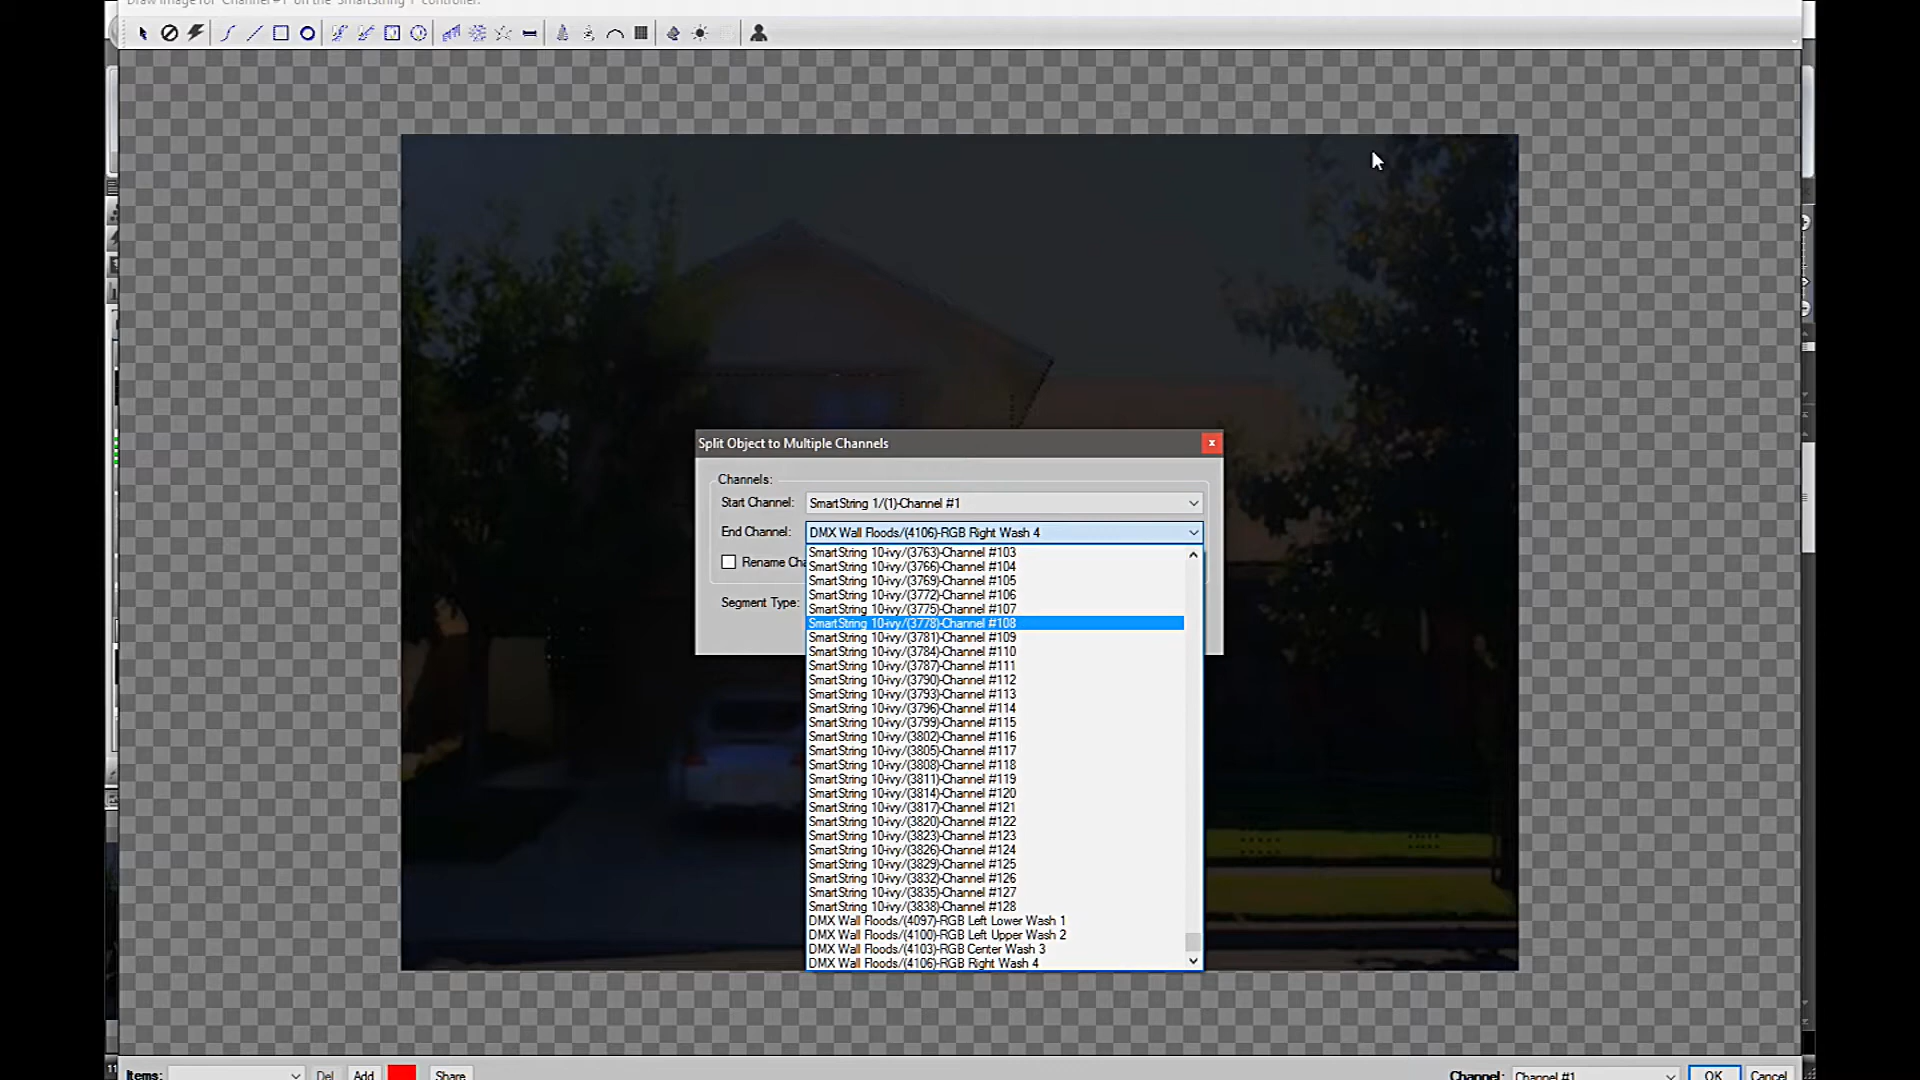 Draw Image for 'Channel #1' on the 'SmartString 1' controller.
Split Object to Multiple Channels
Channels:
Start Channel: SmartString 1/(1)-Channel #1
End Channel: DMX Wall Floods/(4106)-RGB Right Wash 4
Rename Cha
Segment Type:
SmartString 10-ivy/(3763)-Channel #103
SmartString 10-ivy/(3766)-Channel #104
SmartString 10-ivy/(3769)-Channel #105
SmartString 10-ivy/(3772)-Channel #106
SmartString 10-ivy/(3775)-Channel #107
SmartString 10-ivy/(3778)-Channel #108
SmartString 10-ivy/(3781)-Channel #109
SmartString 10-ivy/(3784)-Channel #110
SmartString 10-ivy/(3787)-Channel #111
SmartString 10-ivy/(3790)-Channel #112
SmartString 10-ivy/(3793)-Channel #113
SmartString 10-ivy/(3796)-Channel #114
SmartString 10-ivy/(3799)-Channel #115
SmartString 10-ivy/(3802)-Channel #116
SmartString 10-ivy/(3805)-Channel #117
SmartString 10-ivy/(3808)-Channel #118
SmartString 10-ivy/(3811)-Channel #119
SmartString 10-ivy/(3814)-Channel #120
SmartString 10-ivy/(3817)-Channel #121
SmartString 10-ivy/(3820)-Channel #122
SmartString 10-ivy/(3823)-Channel #123
SmartString 10-ivy/(3826)-Channel #124
SmartString 10-ivy/(3829)-Channel #125
SmartString 10-ivy/(3832)-Channel #126
SmartString 10-ivy/(3835)-Channel #127
SmartString 10-ivy/(3838)-Channel #128
DMX Wall Floods/(4097)-RGB Left Lower Wash 1
DMX Wall Floods/(4100)-RGB Left Upper Wash 2
DMX Wall Floods/(4103)-RGB Center Wash 3
DMX Wall Floods/(4106)-RGB Right Wash 4
Items: Del Add Share Channel: Channel #1 OK Cancel